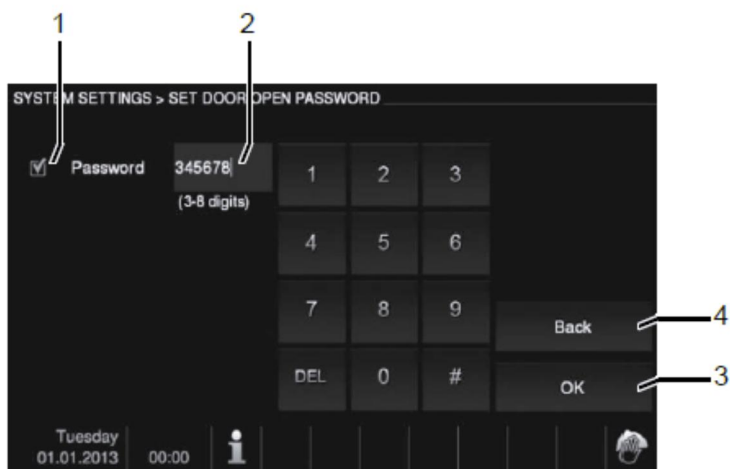 1 2
SYSTEM SETTINGS > SET DOOR OPEN PASSWORD
Password 345678
(3-8 digits)
1 2 3
4 5 6
7 8 9
Back 4
DEL 0 #
OK 3
Tuesday
01.01.2013 00:00 i